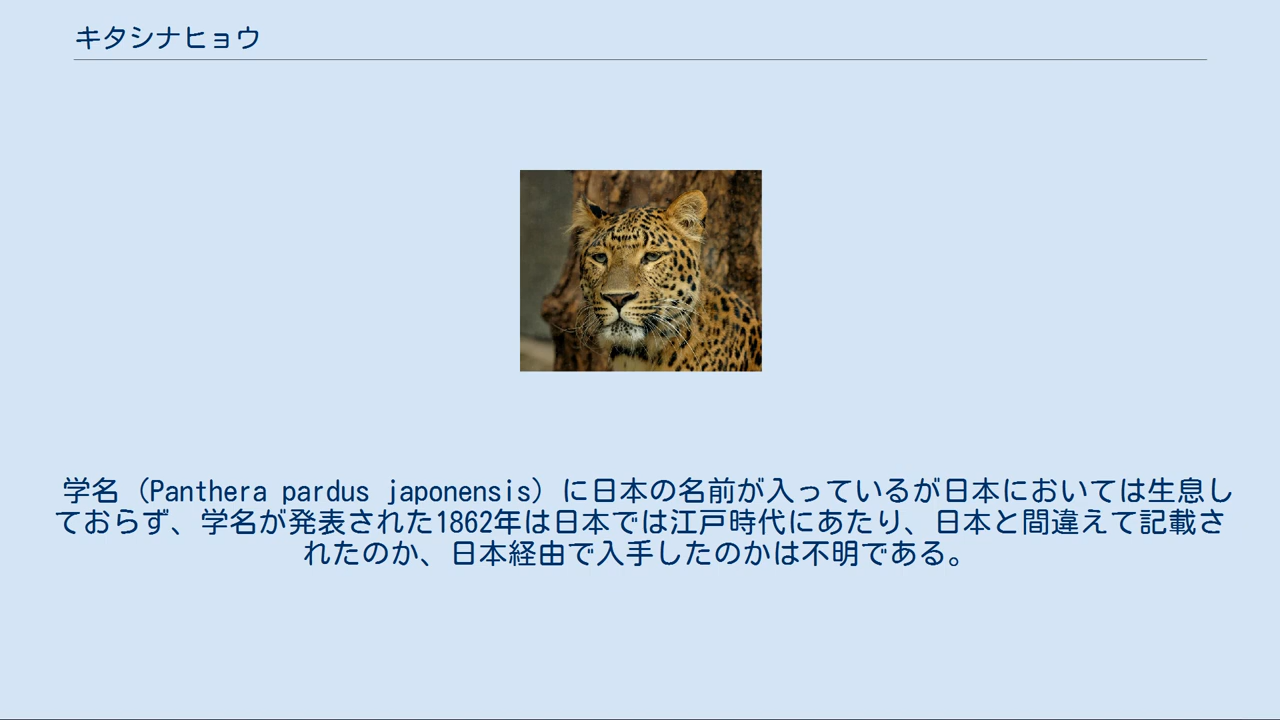 キタシナヒョウ
学名（Panthera pardus japonensis）に日本の名前が入っているが日本においては生息し
ておらず、学名が発表された1862年は日本では江戸時代にあたり、日本と間違えて記載さ
れたのか、日本経由で入手したのかは不明である。